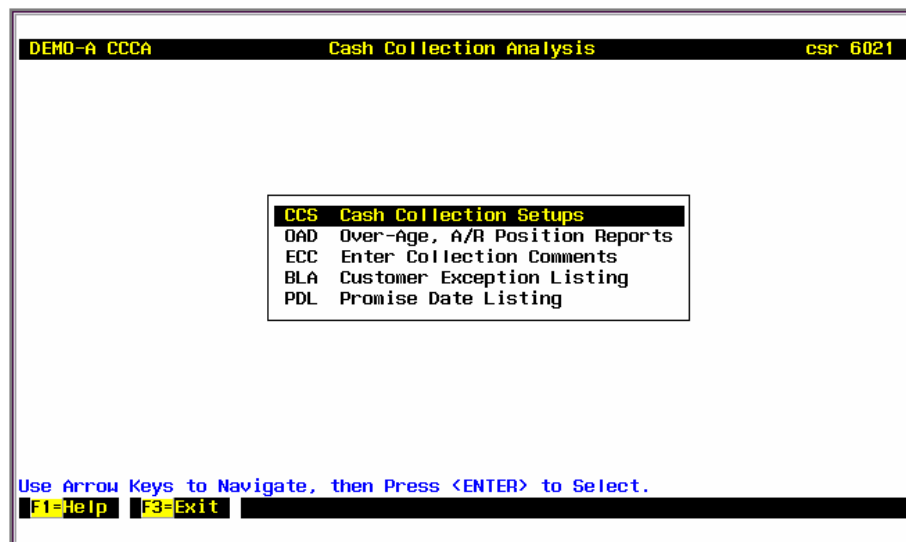 DEMO-A CCCA Cash Collection Analysis csr 6021
CCS Cash Collection Setups
OAD Over-Age, A/R Position Reports
ECC Enter Collection Comments
BLA Customer Exception Listing
PDL Promise Date Listing
Use Arrow Keys to Navigate, then Press <ENTER> to Select.
F1=Help F3=Exit